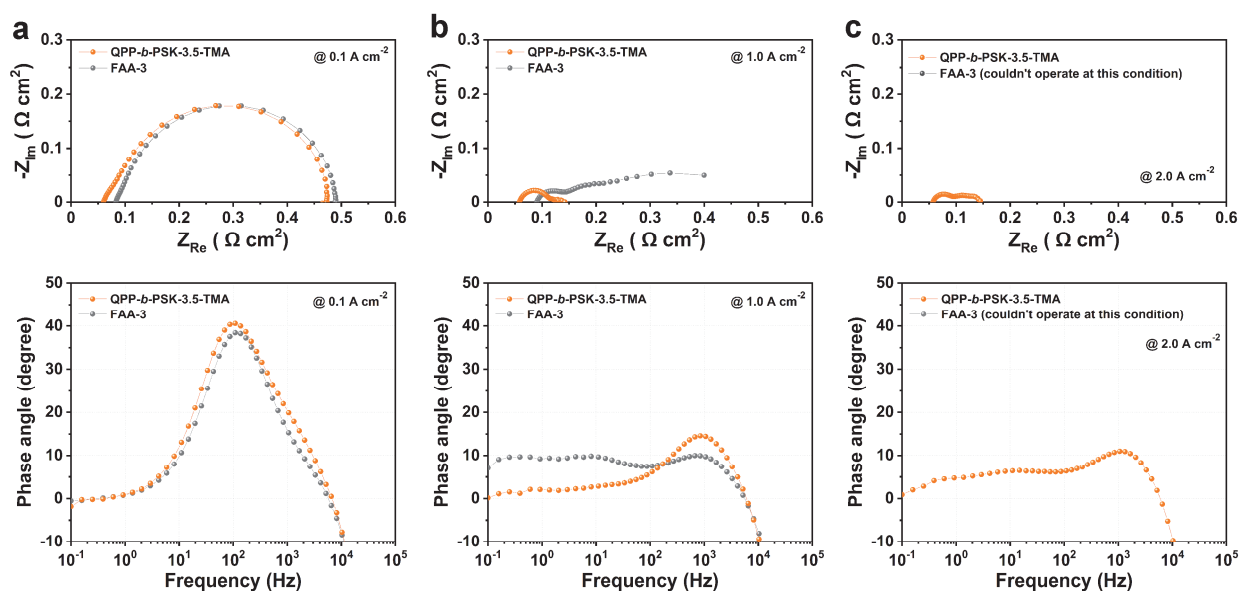 a
0.3
0.2
0.1
0
-Z_Im ( Ω cm²)
QPP-b-PSK-3.5-TMA
FAA-3
@ 0.1 A cm⁻²
0 0.1 0.2 0.3 0.4 0.5 0.6
Z_Re ( Ω cm²)
b
0.3
0.2
0.1
0
-Z_Im ( Ω cm²)
QPP-b-PSK-3.5-TMA
FAA-3
@ 1.0 A cm⁻²
0 0.1 0.2 0.3 0.4 0.5 0.6
Z_Re ( Ω cm²)
c
0.3
0.2
0.1
0
-Z_Im ( Ω cm²)
QPP-b-PSK-3.5-TMA
FAA-3 (couldn't operate at this condition)
@ 2.0 A cm⁻²
0 0.1 0.2 0.3 0.4 0.5 0.6
Z_Re ( Ω cm²)
50
40
30
20
10
0
-10
Phase angle (degree)
QPP-b-PSK-3.5-TMA
FAA-3
@ 0.1 A cm⁻²
10⁻¹ 10⁰ 10¹ 10² 10³ 10⁴ 10⁵
Frequency (Hz)
50
40
30
20
10
0
-10
Phase angle (degree)
QPP-b-PSK-3.5-TMA
FAA-3
@ 1.0 A cm⁻²
10⁻¹ 10⁰ 10¹ 10² 10³ 10⁴ 10⁵
Frequency (Hz)
50
40
30
20
10
0
-10
Phase angle (degree)
QPP-b-PSK-3.5-TMA
FAA-3 (couldn't operate at this condition)
@ 2.0 A cm⁻²
10⁻¹ 10⁰ 10¹ 10² 10³ 10⁴ 10⁵
Frequency (Hz)